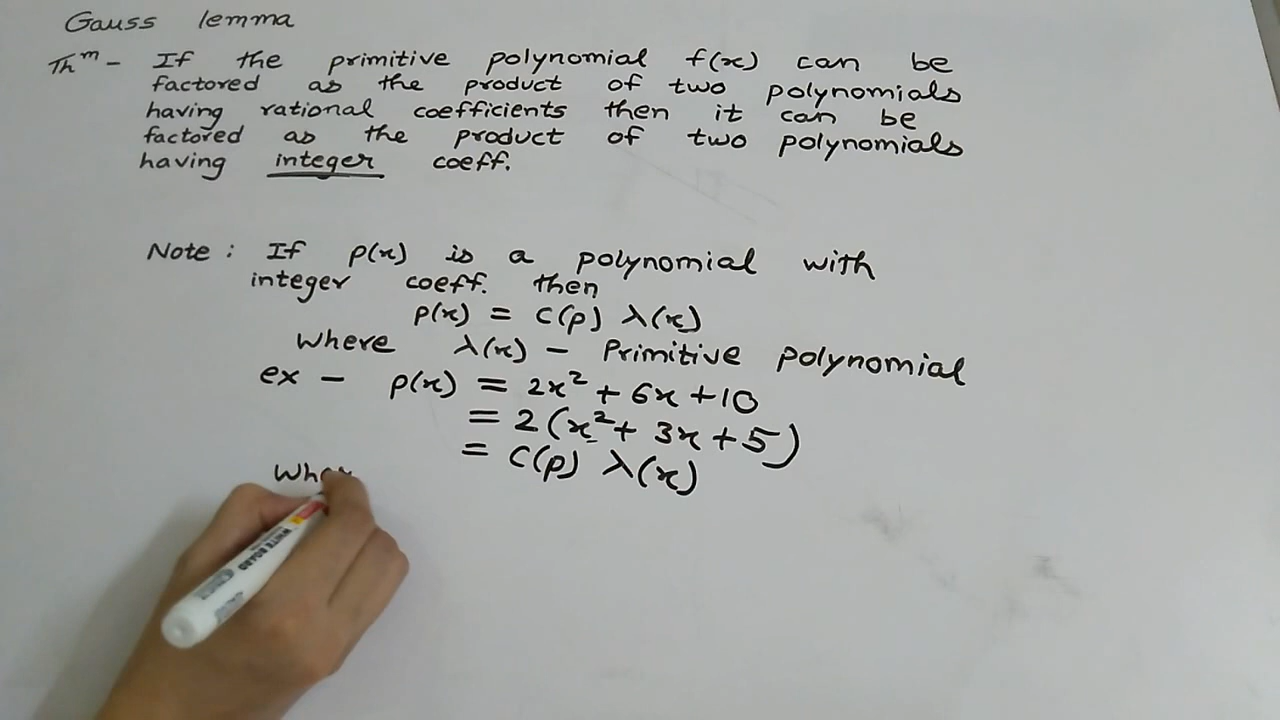 Gauss lemma
Thᵐ - If the primitive polynomial f(x) can be
factored as the product of two polynomials
having rational coefficients then it can be
factored as the product of two polynomials
having integer coeff.
Note : If p(x) is a polynomial with
integer coeff. then
p(x) = c(p) λ(x)
where λ(x) - Primitive polynomial
ex - p(x) = 2x² + 6x + 10
= 2(x² + 3x + 5)
= c(p) λ(x)
WHITE BOARD